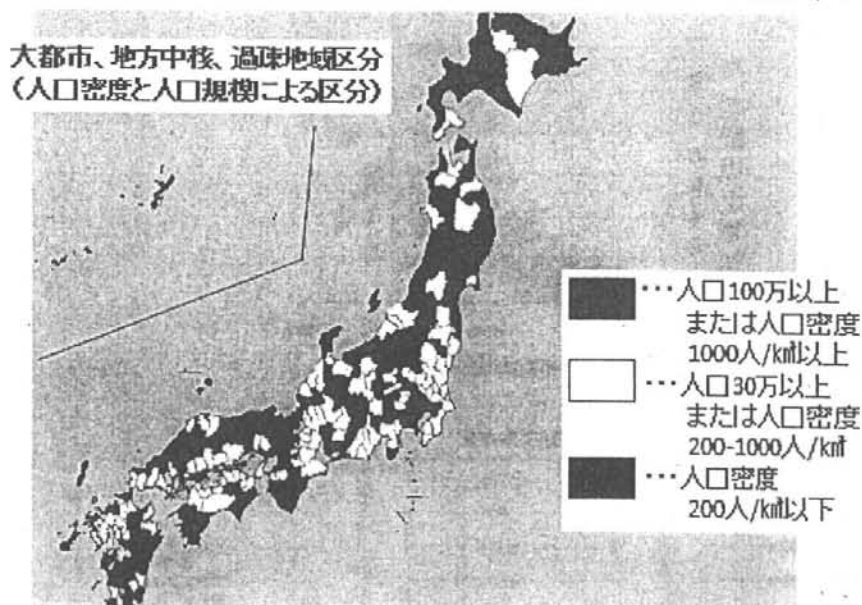 大都市、地方中核、過疎地域区分
(人口密度と人口規模による区分)
･･･人口100万以上
または人口密度
1000人/k㎡以上
･･･人口30万以上
または人口密度
200-1000人/k㎡
･･･人口密度
200人/k㎡以下